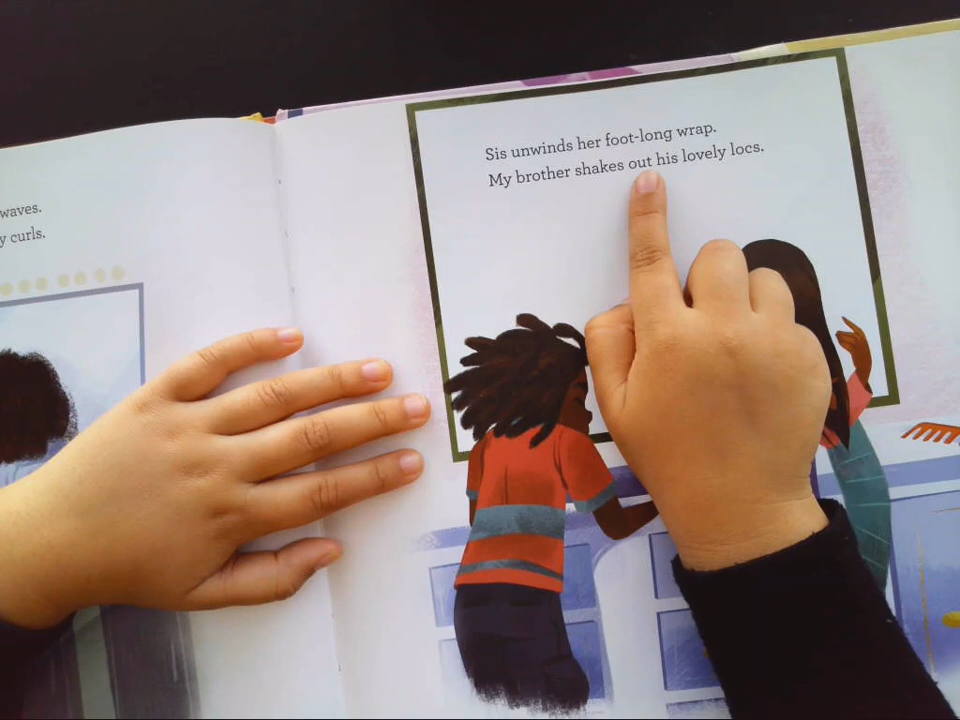 waves.
curls.
Sis unwinds her foot-long wrap.
My brother shakes out his lovely locs.